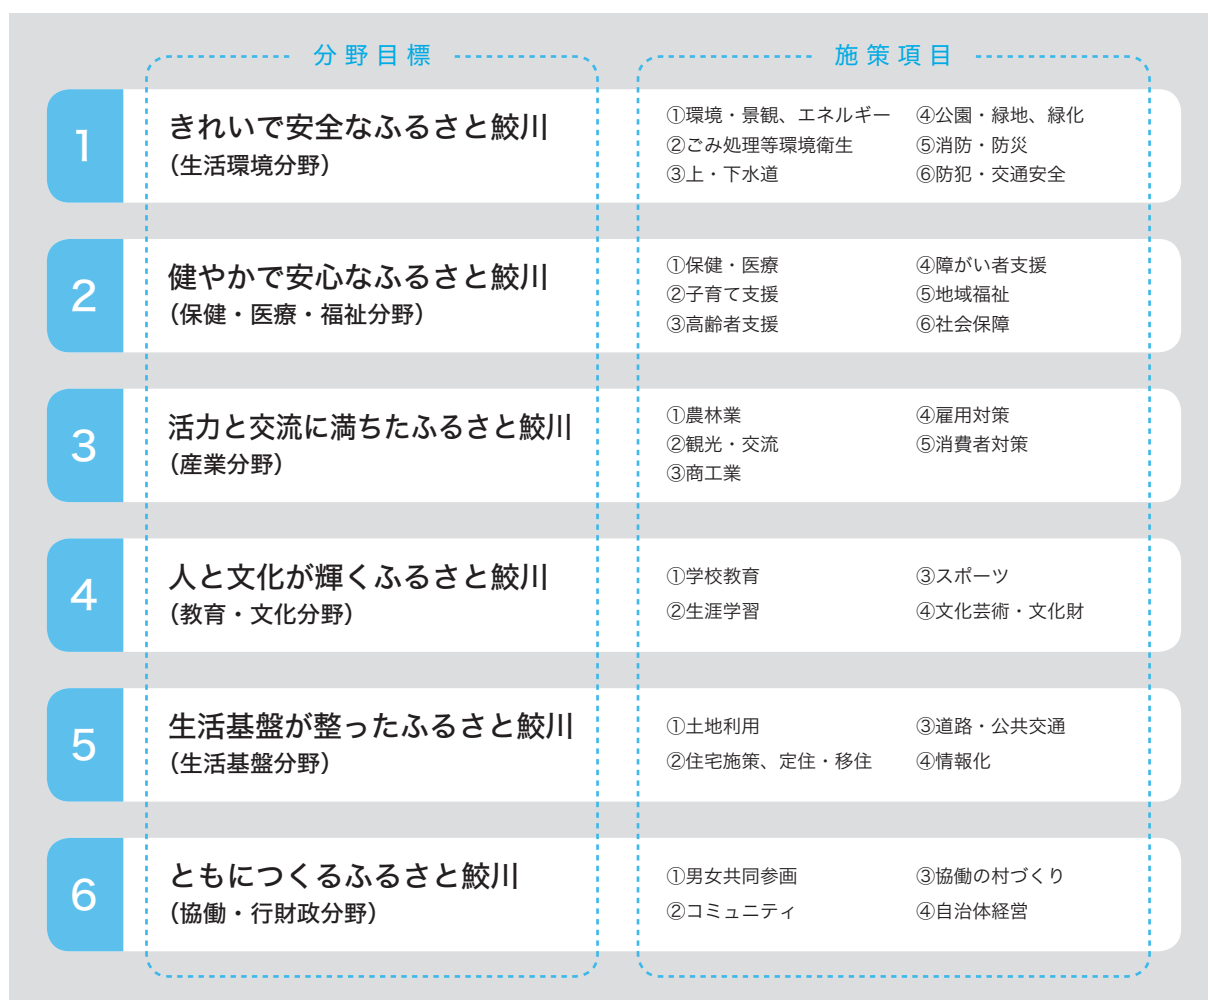 分野目標
施策項目
1
きれいで安全なふるさと鮫川
（生活環境分野）
①環境・景観、エネルギー
②ごみ処理等環境衛生
③上・下水道
④公園・緑地、緑化
⑤消防・防災
⑥防犯・交通安全
2
健やかで安心なふるさと鮫川
（保健・医療・福祉分野）
①保健・医療
②子育て支援
③高齢者支援
④障がい者支援
⑤地域福祉
⑥社会保障
3
活力と交流に満ちたふるさと鮫川
（産業分野）
①農林業
②観光・交流
③商工業
④雇用対策
⑤消費者対策
4
人と文化が輝くふるさと鮫川
（教育・文化分野）
①学校教育
②生涯学習
③スポーツ
④文化芸術・文化財
5
生活基盤が整ったふるさと鮫川
（生活基盤分野）
①土地利用
②住宅施策、定住・移住
③道路・公共交通
④情報化
6
ともにつくるふるさと鮫川
（協働・行財政分野）
①男女共同参画
②コミュニティ
③協働の村づくり
④自治体経営